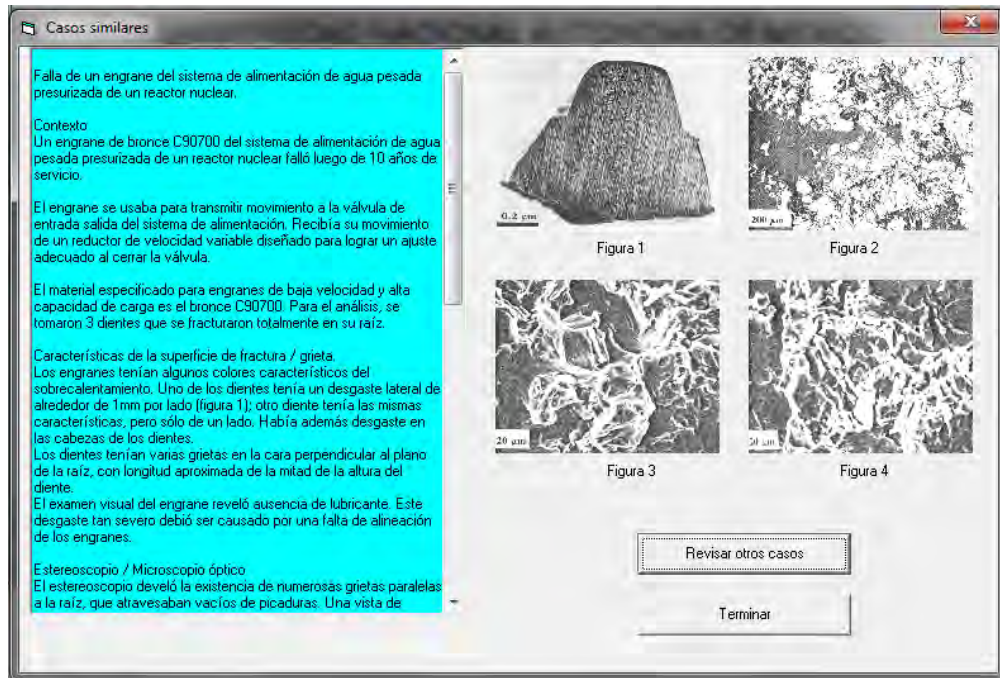 Casos similares
Falla de un engrane del sistema de alimentación de agua pesada
presurizada de un reactor nuclear.
Contexto
Un engrane de bronce C90700 del sistema de alimentación de agua
pesada presurizada de un reactor nuclear falló luego de 10 años de
servicio.
El engrane se usaba para transmitir movimiento a la válvula de
entrada salida del sistema de alimentación. Recibía su movimiento
de un reductor de velocidad variable diseñado para lograr un ajuste
adecuado al cerrar la válvula.
El material especificado para engranes de baja velocidad y alta
capacidad de carga es el bronce C90700. Para el análisis, se
tomaron 3 dientes que se fracturaron totalmente en su raíz.
Características de la superficie de fractura / grieta.
Los engranes tenían algunos colores característicos del
sobrecalentamiento. Uno de los dientes tenía un desgaste lateral de
alrededor de 1mm por lado (figura 1); otro diente tenía las mismas
características, pero sólo de un lado. Había además desgaste en
las cabezas de los dientes.
Los dientes tenían varias grietas en la cara perpendicular al plano
de la raíz, con longitud aproximada de la mitad de la altura del
diente.
El examen visual del engrane reveló ausencia de lubricante. Este
desgaste tan severo debió ser causado por una falta de alineación
de los engranes.
Estereoscopio / Microscopio óptico
El estereoscopio develó la existencia de numerosas grietas paralelas
a la raíz, que atravesaban vacíos de picaduras. Una vista de
0.2 cm
Figura 1
200 µm
Figura 2
20 µm
Figura 3
µm
Figura 4
Revisar otros casos
Terminar